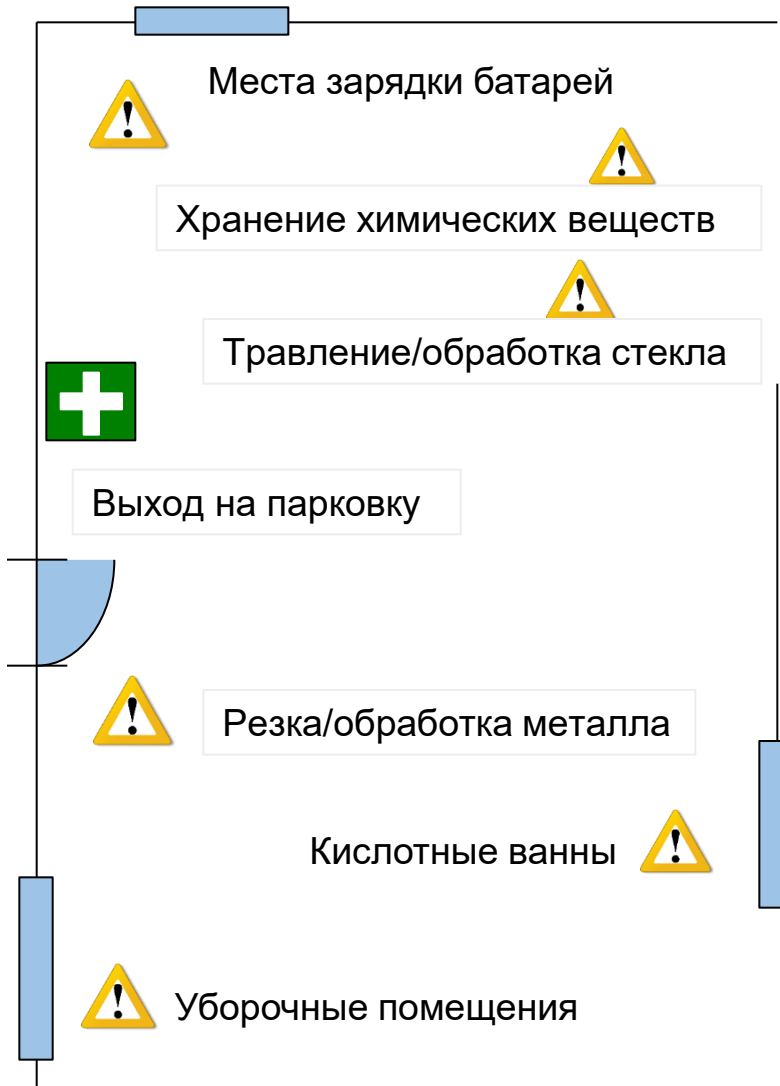 Места зарядки батарей
Хранение химических веществ
Травление/обработка стекла
Выход на парковку
Резка/обработка металла
Кислотные ванны
Уборочные помещения